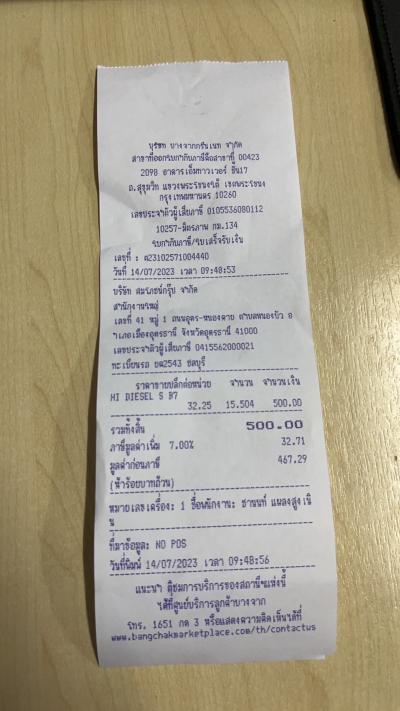 บริษัท บางจากกรีนเนท จำกัด
สาขาที่ออกใบกำกับภาษีคือสาขาที่ 00423
2098 อาคารเอ็มทาวเวอร์ ชั้น17
ถ.สุขุมวิท แขวงพระโขนงใต้ เขตพระโขนง
กรุงเทพมหานคร 10260
เลขประจำตัวผู้เสียภาษี 0105536080112
10257-มิตรภาพ กม.134
ใบกำกับภาษี/ใบเสร็จรับเงิน
เลขที่ : ค23102571004440
วันที่ 14/07/2023 เวลา 09:48:53
บริษัท สมโภชน์กรุ๊ป จำกัด
สำนักงานใหญ่
เลขที่ 41 หมู่ 1 ถนนอุดร-หนองคาย ตำบลหนองบัว อ
ำเภอเมืองอุดรธานี จังหวัดอุดรธานี 41000
เลขประจำตัวผู้เสียภาษี 0415562000021
ทะเบียนรถ ขฉ2543 ชลบุรี
ราคาขายปลีกต่อหน่วย จำนวน จำนวนเงิน
HI DIESEL S B7
32.25 15.504 500.00
รวมทั้งสิ้น 500.00
ภาษีมูลค่าเพิ่ม 7.00% 32.71
มูลค่าก่อนภาษี 467.29
(ห้าร้อยบาทถ้วน)
หมายเลขเครื่อง: 1 ชื่อพนักงาน: ชานนท์ แผลงสูงเนิ
น
ที่มาข้อมูล: NO POS
วันที่พิมพ์ 14/07/2023 เวลา 09:48:56
แนะนำ ติชมการบริการของสถานีฯแห่งนี้
ได้ที่ศูนย์บริการลูกค้าบางจาก
โทร. 1651 กด 3 หรือแสดงความคิดเห็นได้ที่
www.bangchakmarketplace.com/th/contactus